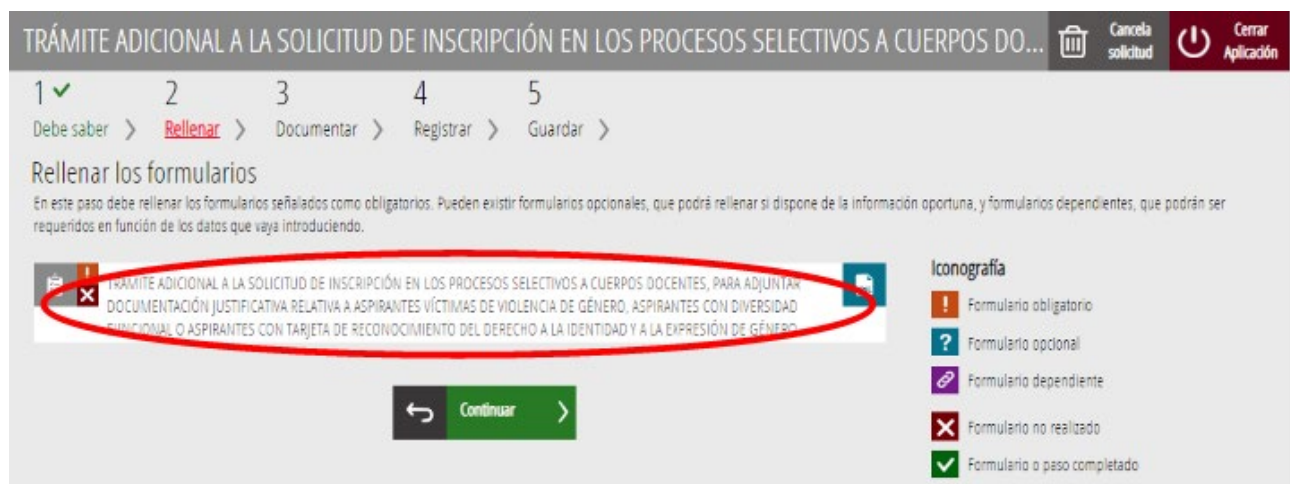 TRÁMITE ADICIONAL A LA SOLICITUD DE INSCRIPCIÓN EN LOS PROCESOS SELECTIVOS A CUERPOS DO...
Cancela
solicitud
Cerrar
Aplicación
1 2 3 4 5
Debe saber > Rellenar > Documentar > Registrar > Guardar >
Rellenar los formularios
En este paso debe rellenar los formularios señalados como obligatorios. Pueden existir formularios opcionales, que podrá rellenar si dispone de la información oportuna, y formularios dependientes, que podrán ser
requeridos en función de los datos que vaya introduciendo.
TRÁMITE ADICIONAL A LA SOLICITUD DE INSCRIPCIÓN EN LOS PROCESOS SELECTIVOS A CUERPOS DOCENTES, PARA ADJUNTAR
DOCUMENTACIÓN JUSTIFICATIVA RELATIVA A ASPIRANTES VÍCTIMAS DE VIOLENCIA DE GÉNERO, ASPIRANTES CON DIVERSIDAD
FUNCIONAL O ASPIRANTES CON TARJETA DE RECONOCIMIENTO DEL DERECHO A LA IDENTIDAD Y A LA EXPRESIÓN DE GÉNERO
Continuar
Iconografía
! Formulario obligatorio
? Formulario opcional
Formulario dependiente
Formulario no realizado
Formulario o paso completado